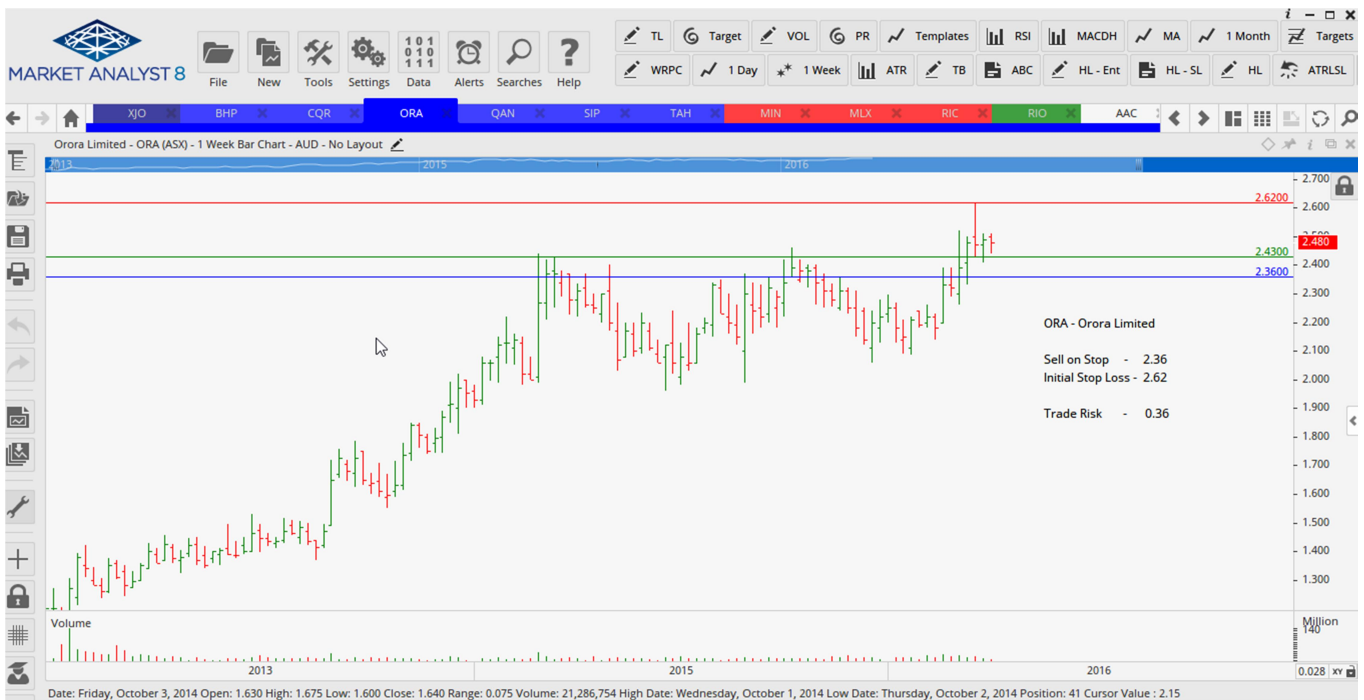 i
TL Target VOL PR Templates RSI MACDH MA 1 Month Targets
101
010
111
MARKET ANALYST 8
File New Tools Settings Data Alerts Searches Help
WRPC 1 Day 1 Week ATR TB ABC HL - Ent HL - SL HL ATRLSL
XJO BHP CQR ORA QAN SIP TAH MIN MLX RIC RIO AAC
Orora Limited - ORA (ASX) - 1 Week Bar Chart - AUD - No Layout
2013 2015 2016
2.700
2.6200
2.600
2.500
2.480
2.4300
2.400
2.3600
2.300
ORA - Orora Limited
2.200
Sell on Stop - 2.36
2.100
Initial Stop Loss - 2.62
2.000
Trade Risk - 0.36
1.900
1.800
1.700
1.600
1.500
1.400
1.300
Volume
Million
140
2013 2015 2016
0.028 XY
Date: Friday, October 3, 2014 Open: 1.630 High: 1.675 Low: 1.600 Close: 1.640 Range: 0.075 Volume: 21,286,754 High Date: Wednesday, October 1, 2014 Low Date: Thursday, October 2, 2014 Position: 41 Cursor Value : 2.15